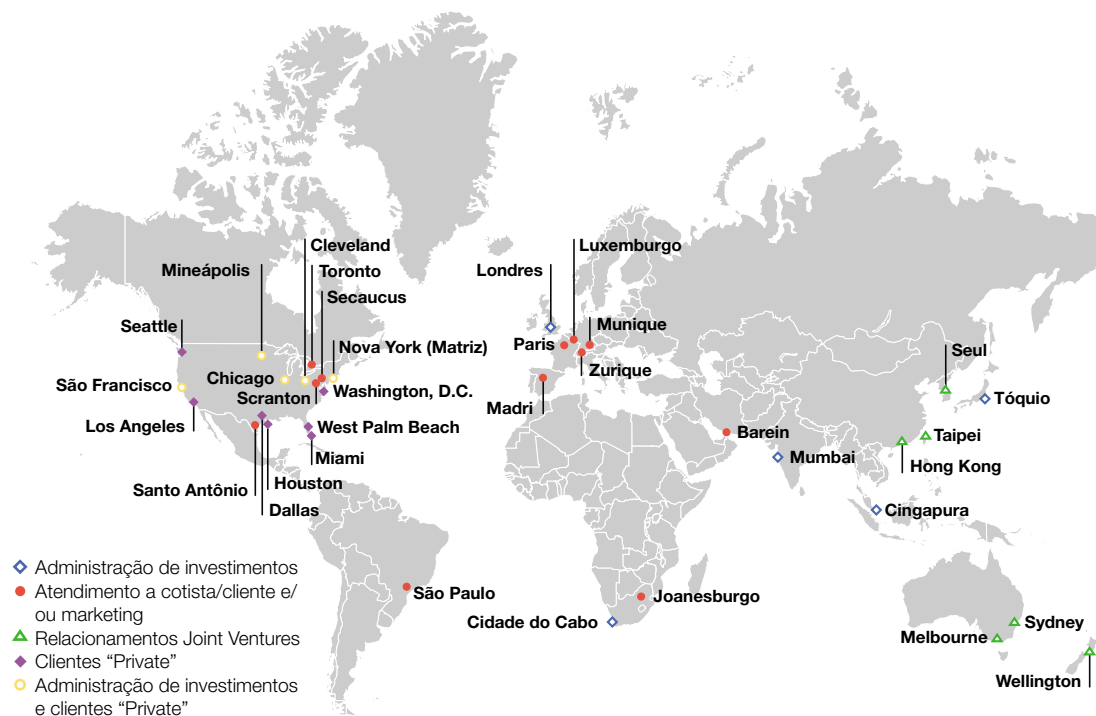 Cleveland
Luxemburgo
Mineápolis
Toronto
Londres
Secaucus
Seattle
Munique
Nova York (Matriz)
Paris
Seul
Zurique
Chicago
São Francisco
Scranton
Washington, D.C.
Tóquio
Madri
Los Angeles
West Palm Beach
Barein
Taipei
Miami
Mumbai
Hong Kong
Houston
Santo Antônio
Dallas
Cingapura
Administração de investimentos
Atendimento a cotista/cliente e/
ou marketing
São Paulo
Joanesburgo
Cidade do Cabo
Sydney
Relacionamentos Joint Ventures
Melbourne
Clientes “Private”
Wellington
Administração de investimentos
e clientes “Private”